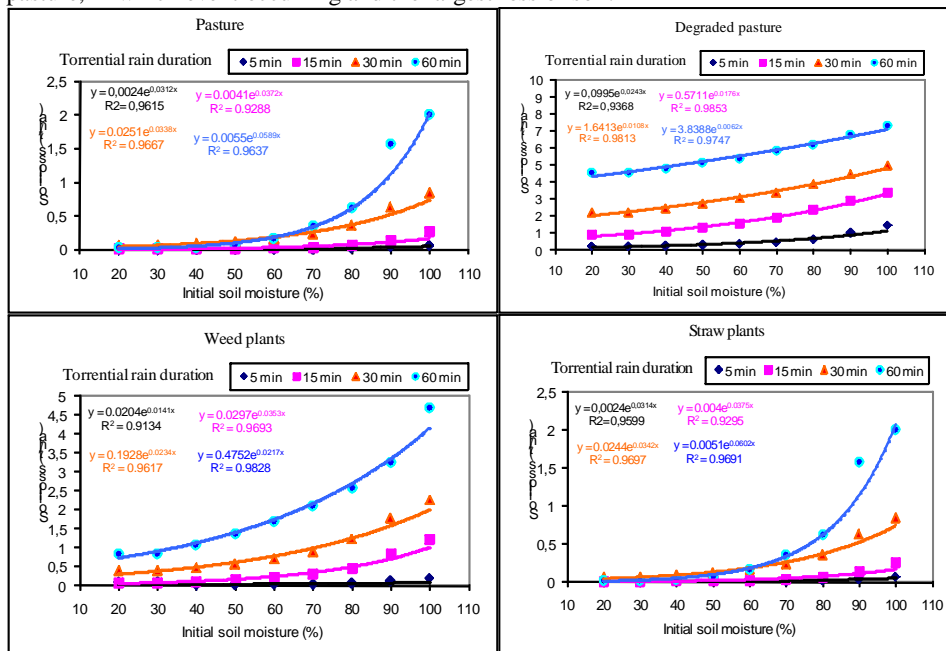 pasture, occurring and the largest loss of soil
Pasture
Torrential rain duration
5 min 15 min 30 min 60 min
y = 0,0024e^0,0312x
R2= 0,9615
y = 0.0041e^0.0372x
R² = 0.9288
y = 0.0251e^0.0338x
R² = 0.9667
y = 0.0055e^0.0589x
R² = 0.9637
2,5
2
1,5
1
0,5
0
10 20 30 40 50 60 70 80 90 100 110
Initial soil moisture (%)
Degraded pasture
Torrential rain duration
5 min 15 min 30 min 60 min
y = 0,0995e^0,0243x
R2 = 0,9368
y = 0.5711e^0.0176x
R² = 0.9853
y = 1.6413e^0.0108x
R² = 0.9813
y = 3.8388e^0.0062x
R² = 0.9747
10
9
8
7
6
5
4
3
2
1
0
10 20 30 40 50 60 70 80 90 100 110
Initial soil moisture (%)
Weed plants
Torrential rain duration
5 min 15 min 30 min 60 min
y = 0.0204e^0.0141x
R² = 0.9134
y = 0.0297e^0.0353x
R² = 0.9693
y = 0.1928e^0.0234x
R² = 0.9617
y = 0.4752e^0.0217x
R² = 0.9828
5
4,5
4
3,5
3
2,5
2
1,5
1
0,5
0
10 20 30 40 50 60 70 80 90 100 110
Initial soil moisture (%)
Straw plants
Torrential rain duration
5 min 15 min 30 min 60 min
y = 0,0024e^0,0314x
R2 = 0,9599
y = 0.004e^0.0375x
R² = 0.9295
y = 0.0244e^0.0342x
R² = 0.9697
y = 0.0051e^0.0602x
R² = 0.9691
2,5
2
1,5
1
0,5
0
10 20 30 40 50 60 70 80 90 100 110
Initial soil moisture (%)